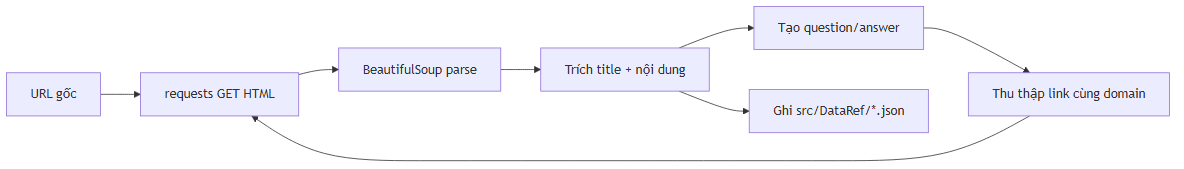 URL gốc
requests GET HTML
BeautifulSoup parse
Trích title + nội dung
Tạo question/answer
Ghi src/DataRef/*.json
Thu thập link cùng domain